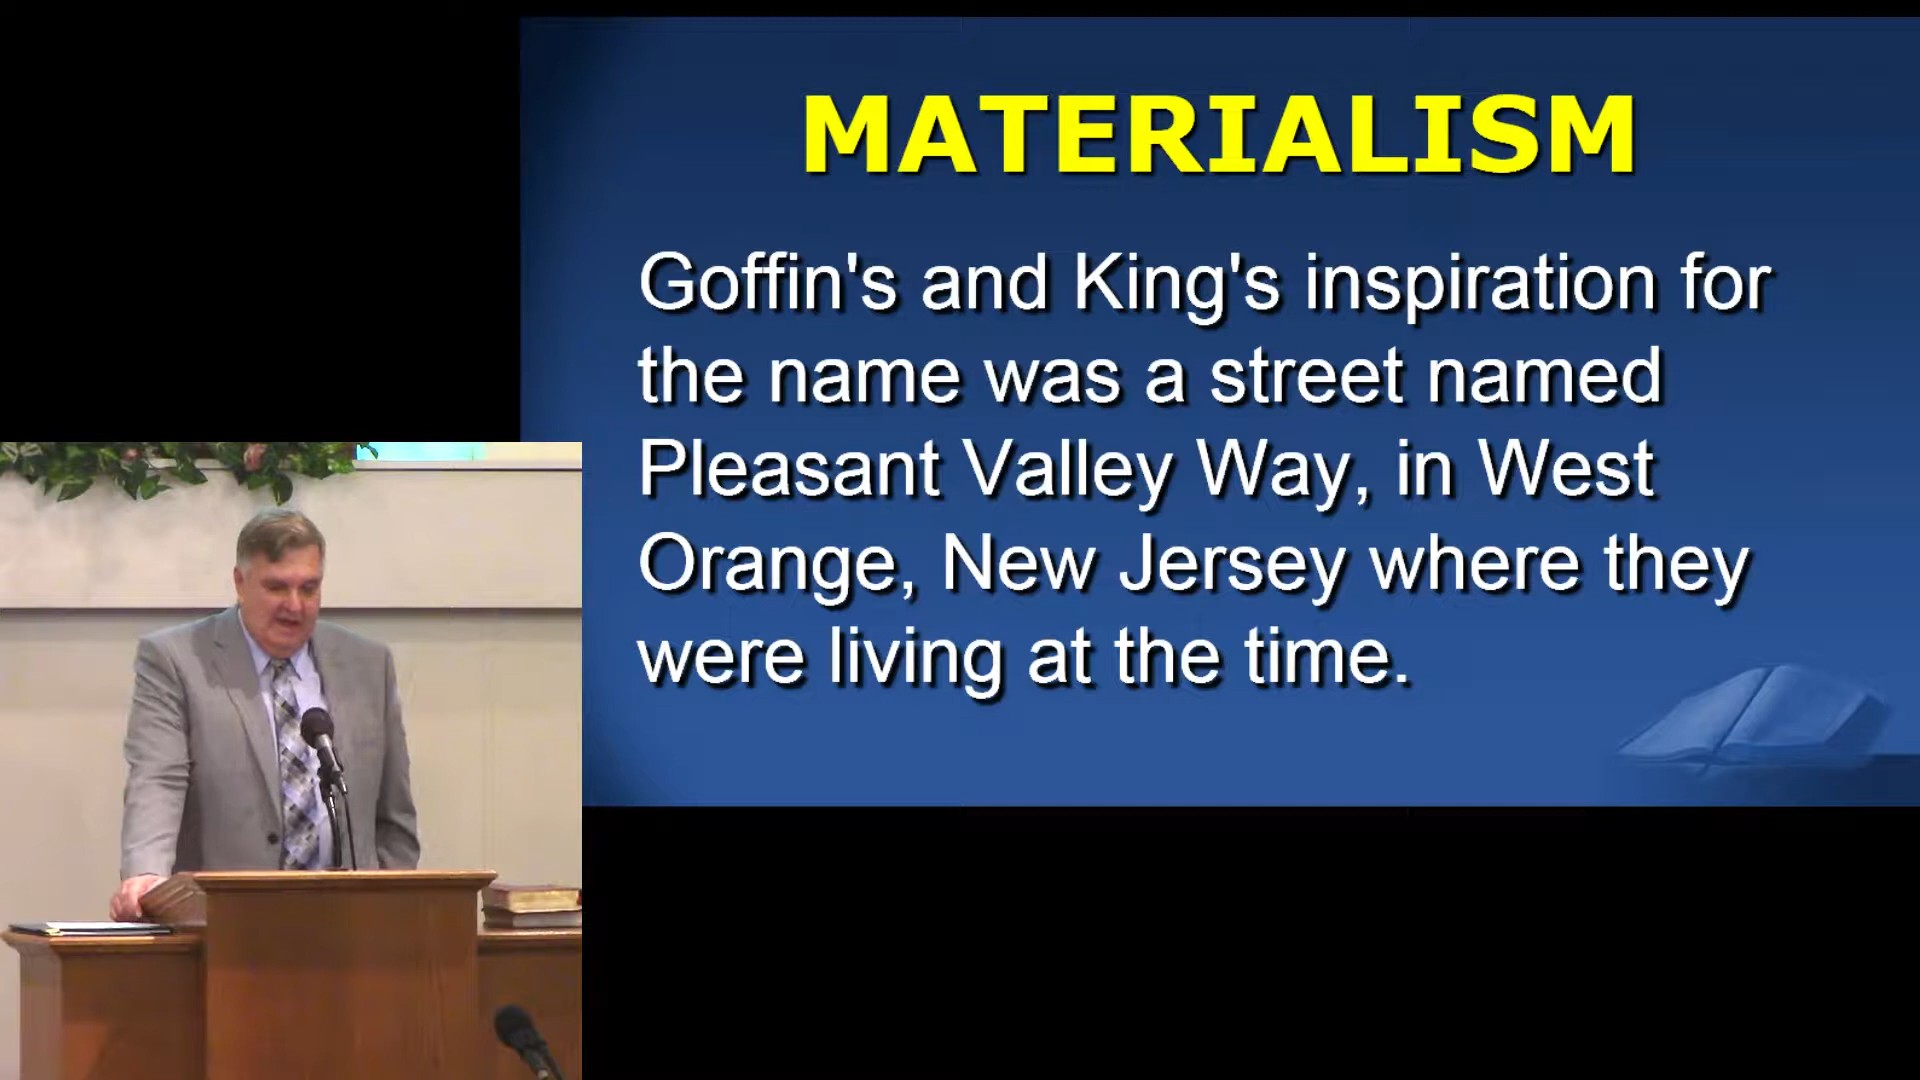 MATERIALISM
Goffin's and King's inspiration for
the name was a street named
Pleasant Valley Way, in West
Orange, New Jersey where they
were living at the time.